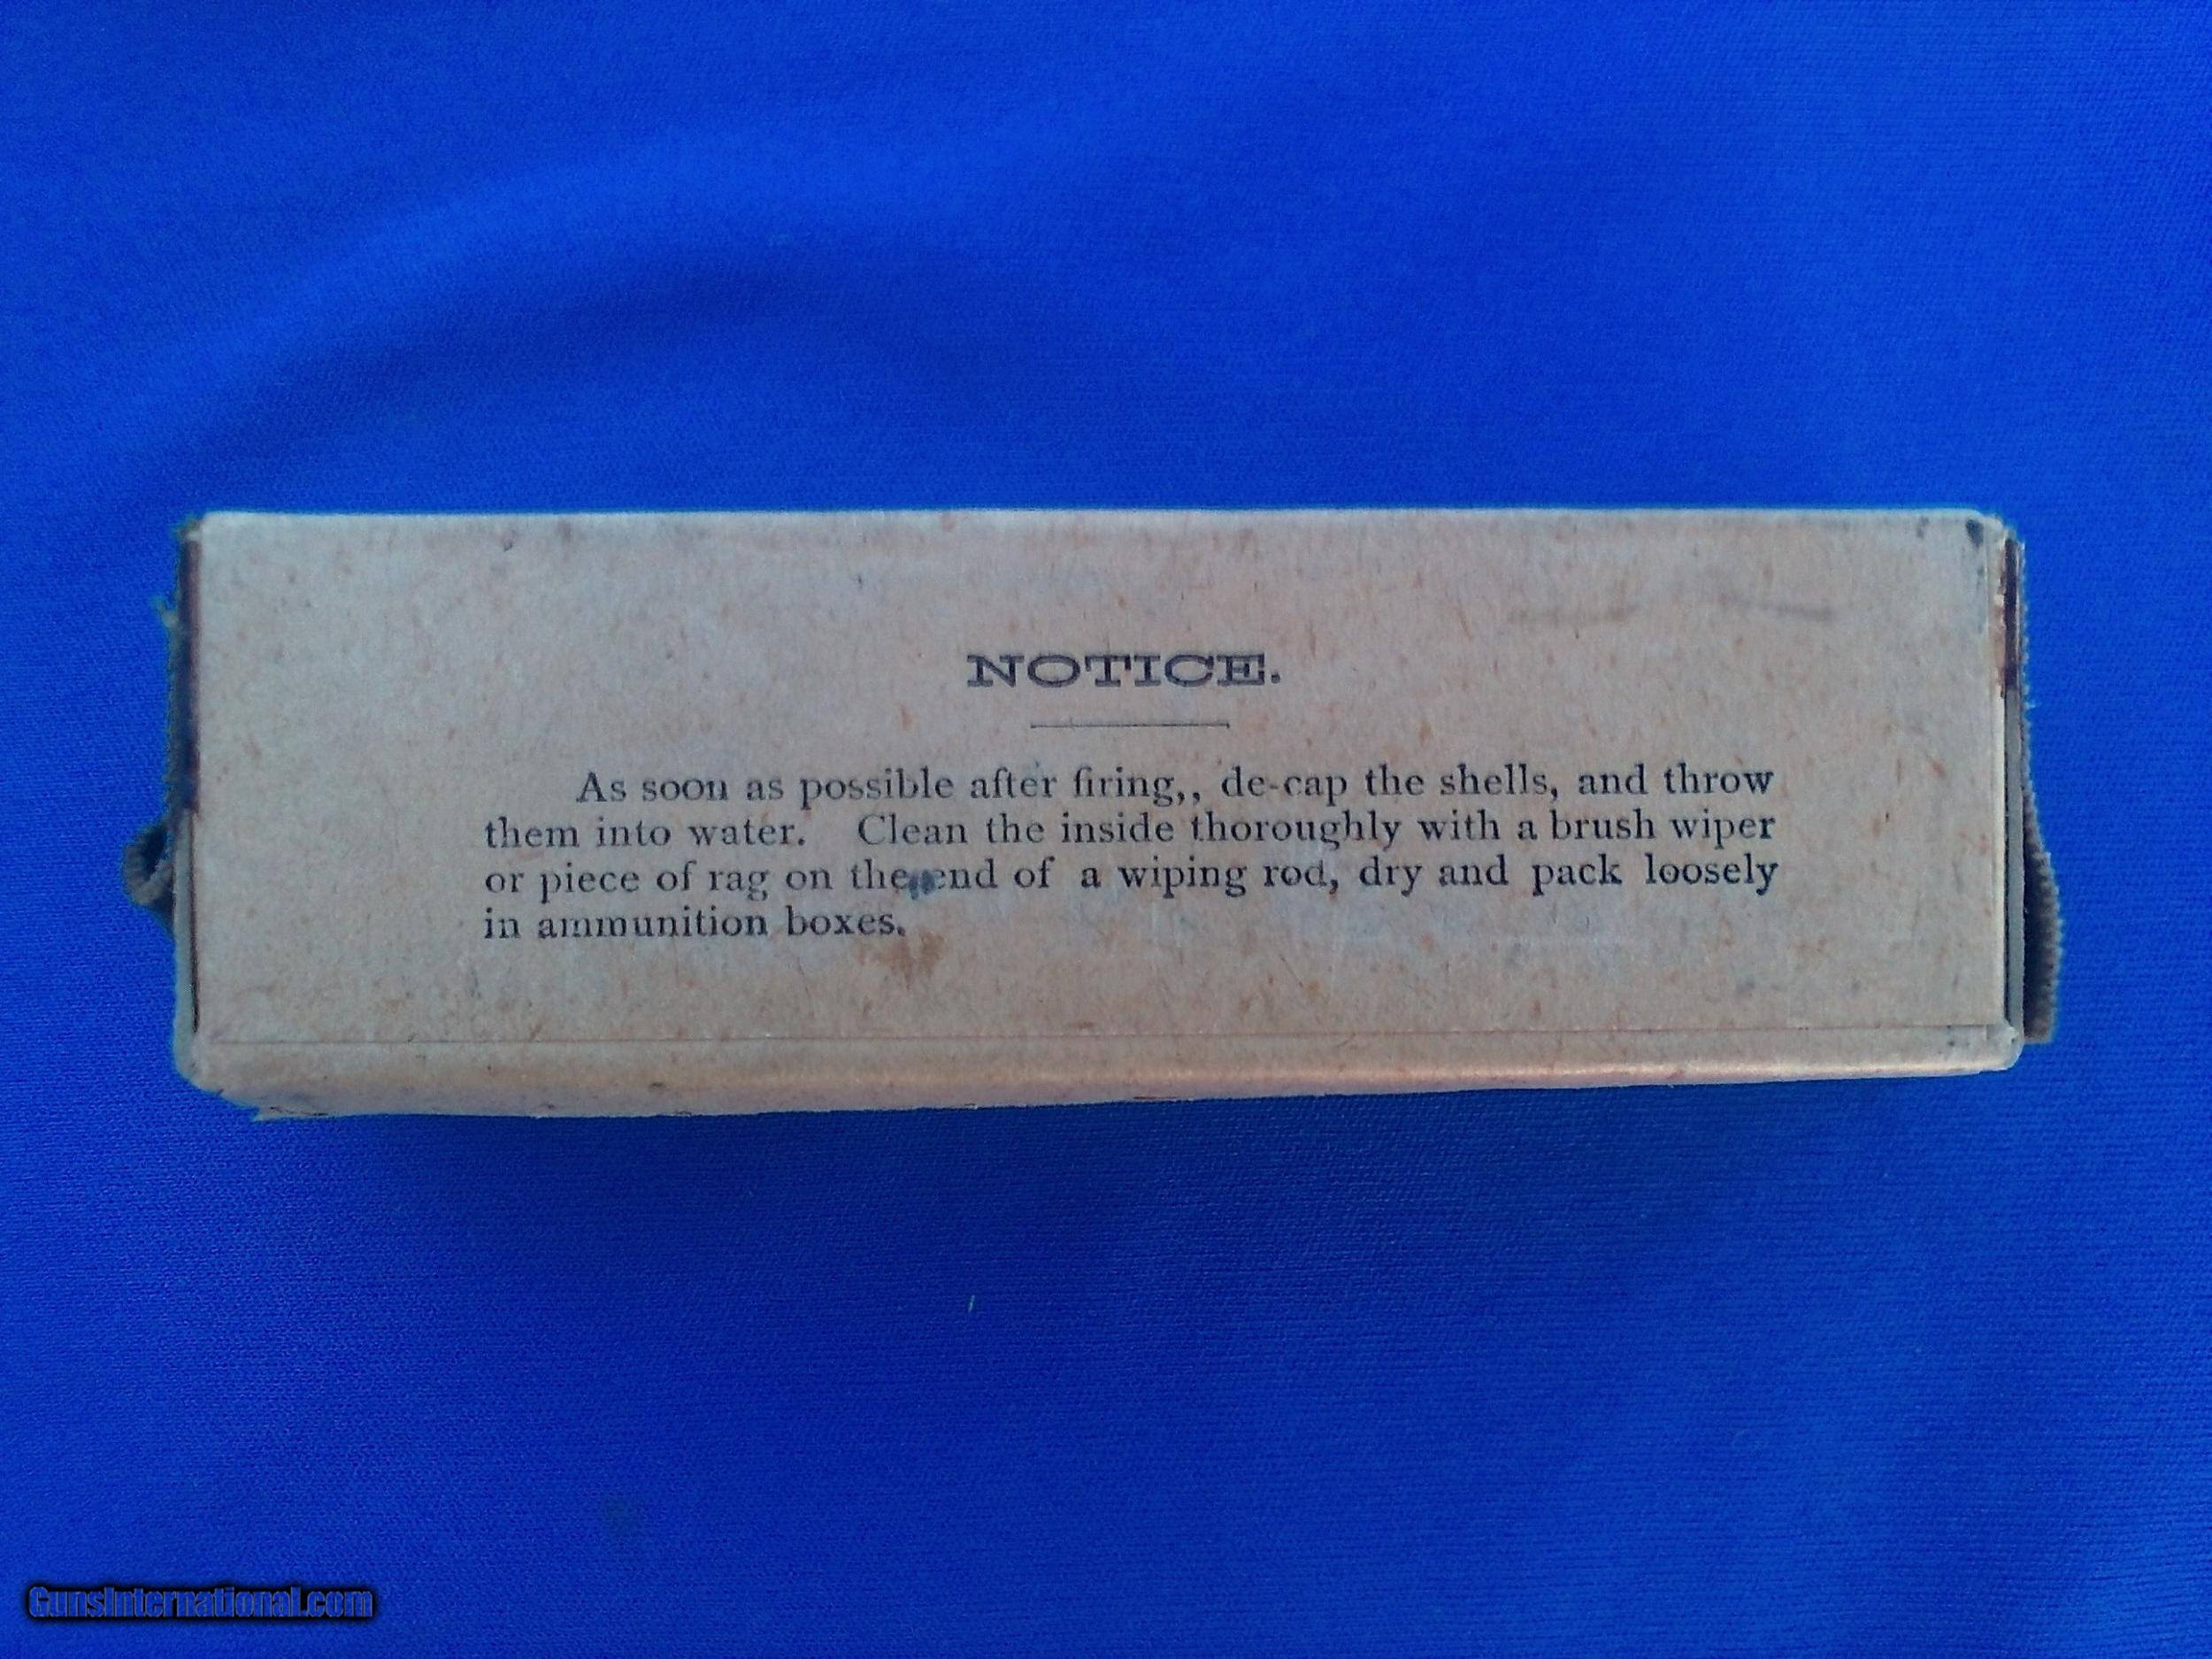 NOTICE.
As soon as possible after firing,, de-cap the shells, and throw
them into water. Clean the inside thoroughly with a brush wiper
or piece of rag on the end of a wiping rod, dry and pack loosely
in ammunition boxes.
GunsInternational.com